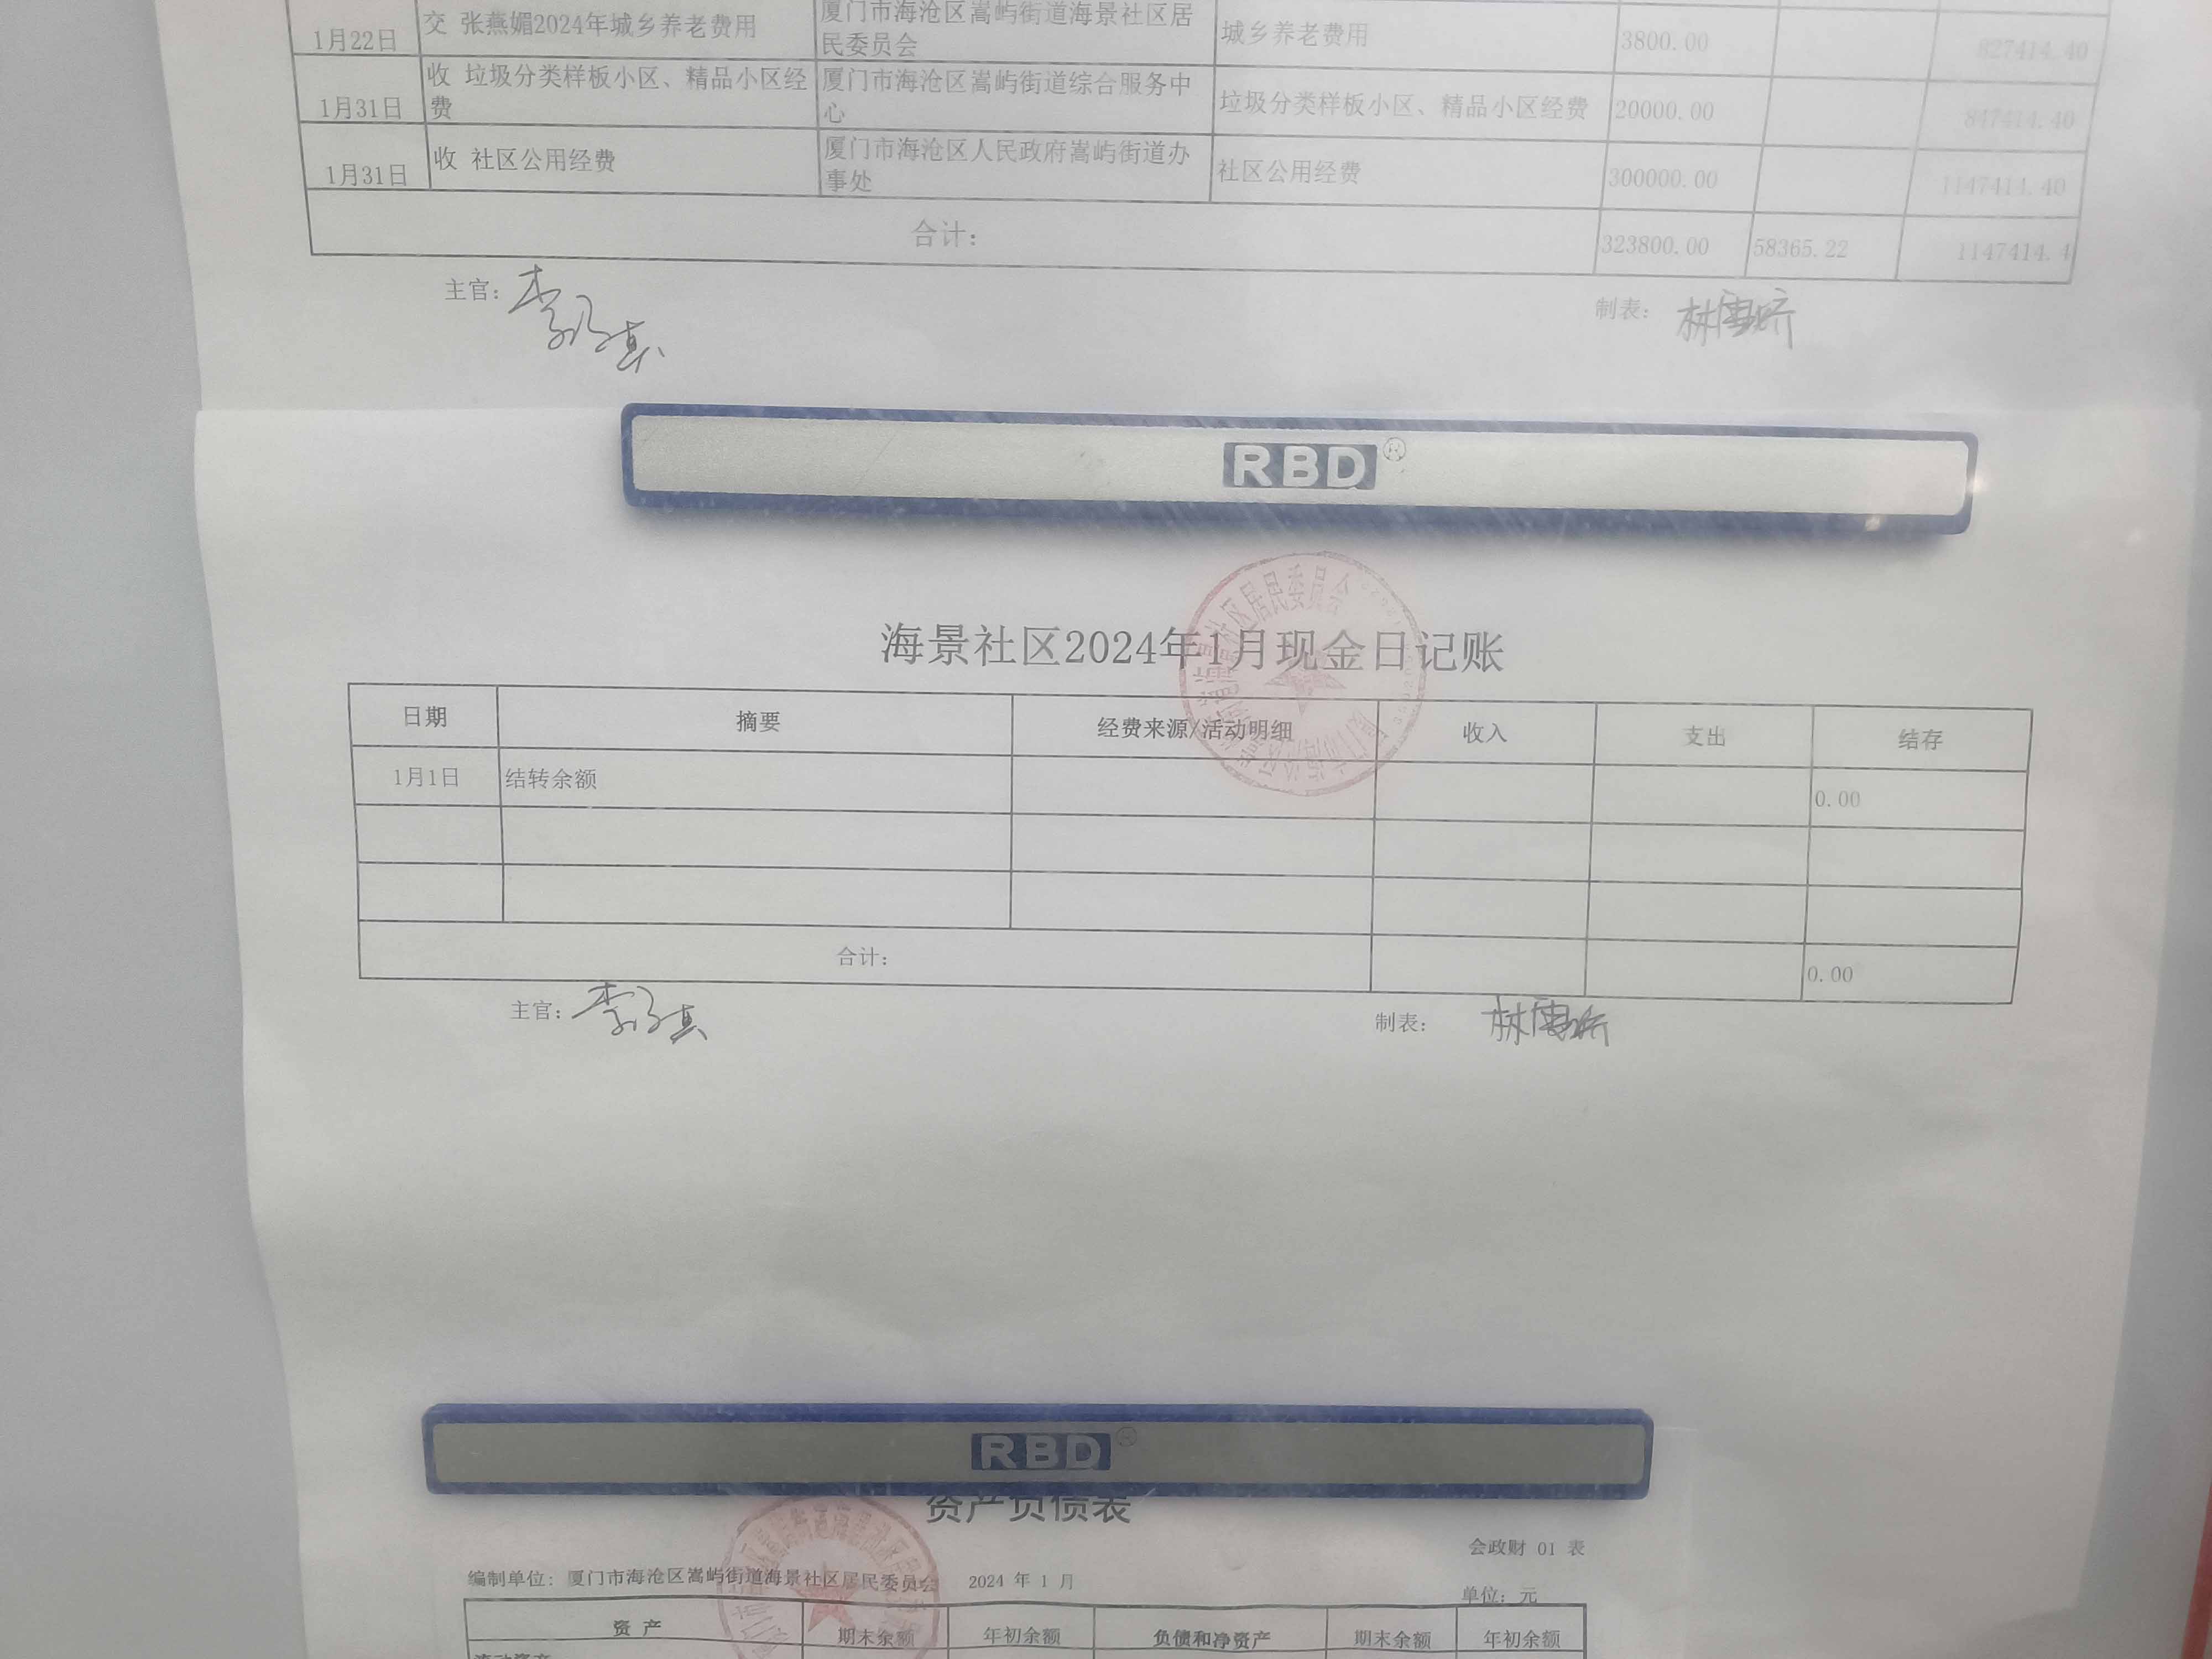 1月22日 交 张燕媚2024年城乡养老费用 厦门市海沧区嵩屿街道海景社区居民委员会 城乡养老费用 3800.00 827414.40
1月31日 收 垃圾分类样板小区、精品小区经费 厦门市海沧区嵩屿街道综合服务中心 垃圾分类样板小区、精品小区经费 20000.00 847414.40
1月31日 收 社区公用经费 厦门市海沧区人民政府嵩屿街道办事处 社区公用经费 300000.00 1147414.40
合计: 323800.00 58365.22 1147414.4
主官: 制表:
RBD®
海景社区2024年1月现金日记账
日期 摘要 经费来源/活动明细 收入 支出 结存
1月1日 结转余额 0.00
合计: 0.00
主官: 制表:
RBD®
资产负债表
会政财 01 表
编制单位: 厦门市海沧区嵩屿街道海景社区居民委员会 2024 年 1 月 单位: 元
资 产 期末余额 年初余额 负债和净资产 期末余额 年初余额
流动资产